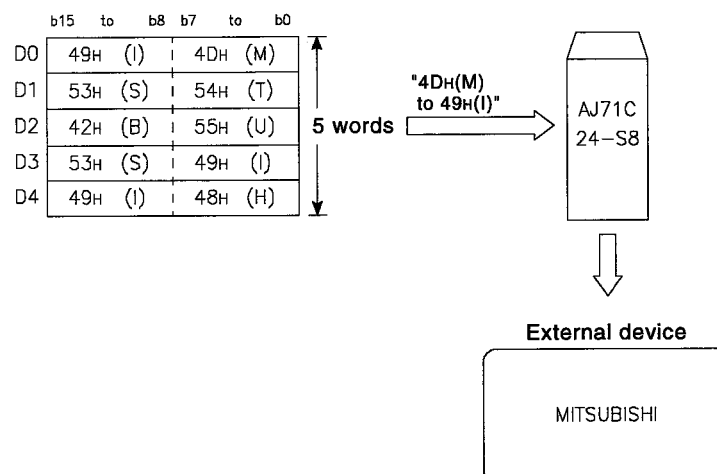 b15 to b8 b7 to b0
D0 49H (I) 4DH (M)
D1 53H (S) 54H (T)
D2 42H (B) 55H (U)
D3 53H (S) 49H (I)
D4 49H (I) 48H (H)
5 words
"4DH(M)
to 49H(I)"
AJ71C
24-S8
External device
MITSUBISHI